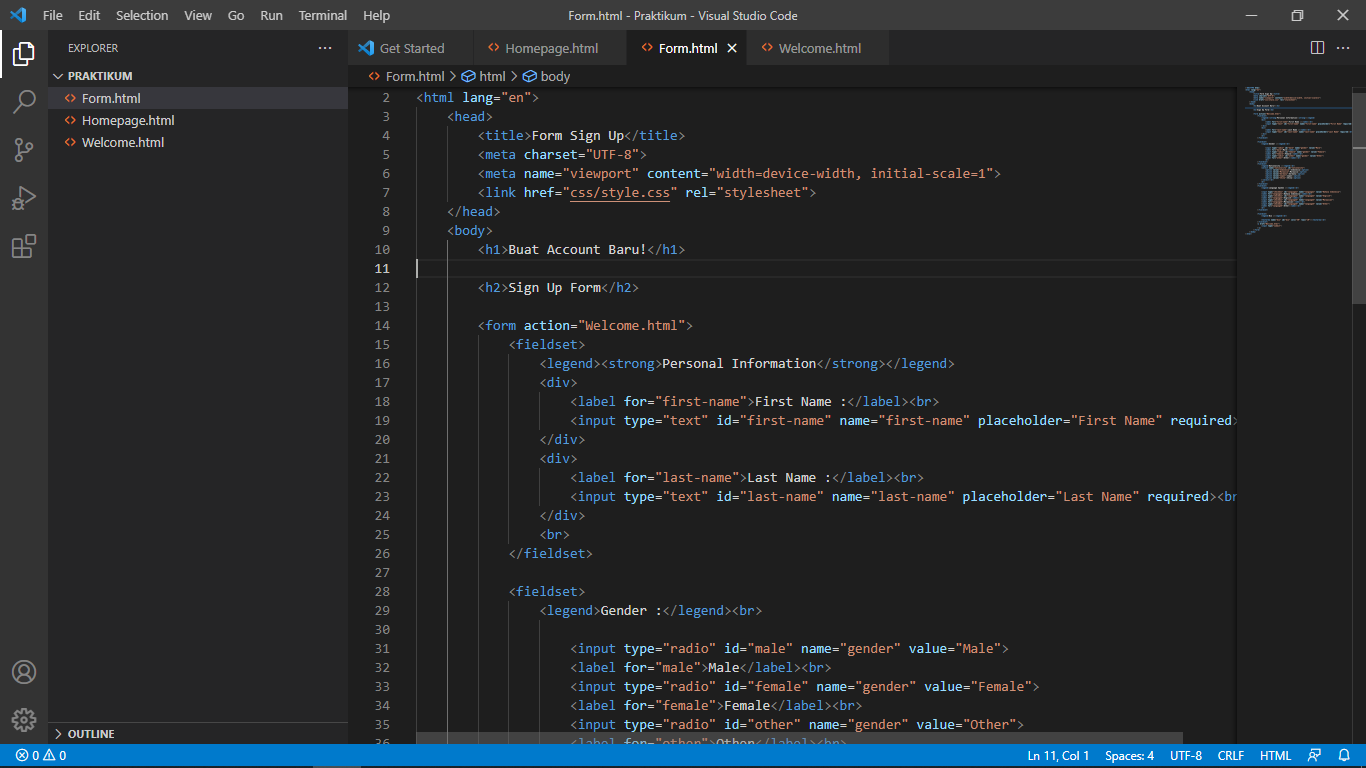 File Edit Selection View Go Run Terminal Help Form.html - Praktikum - Visual Studio Code
EXPLORER
PRAKTIKUM
Form.html
Homepage.html
Welcome.html
OUTLINE
Get Started Homepage.html Form.html Welcome.html
Form.html > html > body
2 <html lang="en">
3 <head>
4 <title>Form Sign Up</title>
5 <meta charset="UTF-8">
6 <meta name="viewport" content="width=device-width, initial-scale=1">
7 <link href="css/style.css" rel="stylesheet">
8 </head>
9 <body>
10 <h1>Buat Account Baru!</h1>
11
12 <h2>Sign Up Form</h2>
13
14 <form action="Welcome.html">
15 <fieldset>
16 <legend><strong>Personal Information</strong></legend>
17 <div>
18 <label for="first-name">First Name :</label><br>
19 <input type="text" id="first-name" name="first-name" placeholder="First Name" required>
20 </div>
21 <div>
22 <label for="last-name">Last Name :</label><br>
23 <input type="text" id="last-name" name="last-name" placeholder="Last Name" required><br
24 </div>
25 <br>
26 </fieldset>
27
28 <fieldset>
29 <legend>Gender :</legend><br>
30
31 <input type="radio" id="male" name="gender" value="Male">
32 <label for="male">Male</label><br>
33 <input type="radio" id="female" name="gender" value="Female">
34 <label for="female">Female</label><br>
35 <input type="radio" id="other" name="gender" value="Other">
36 <label for="other">Other</label><br>
0 0 Ln 11, Col 1 Spaces: 4 UTF-8 CRLF HTML